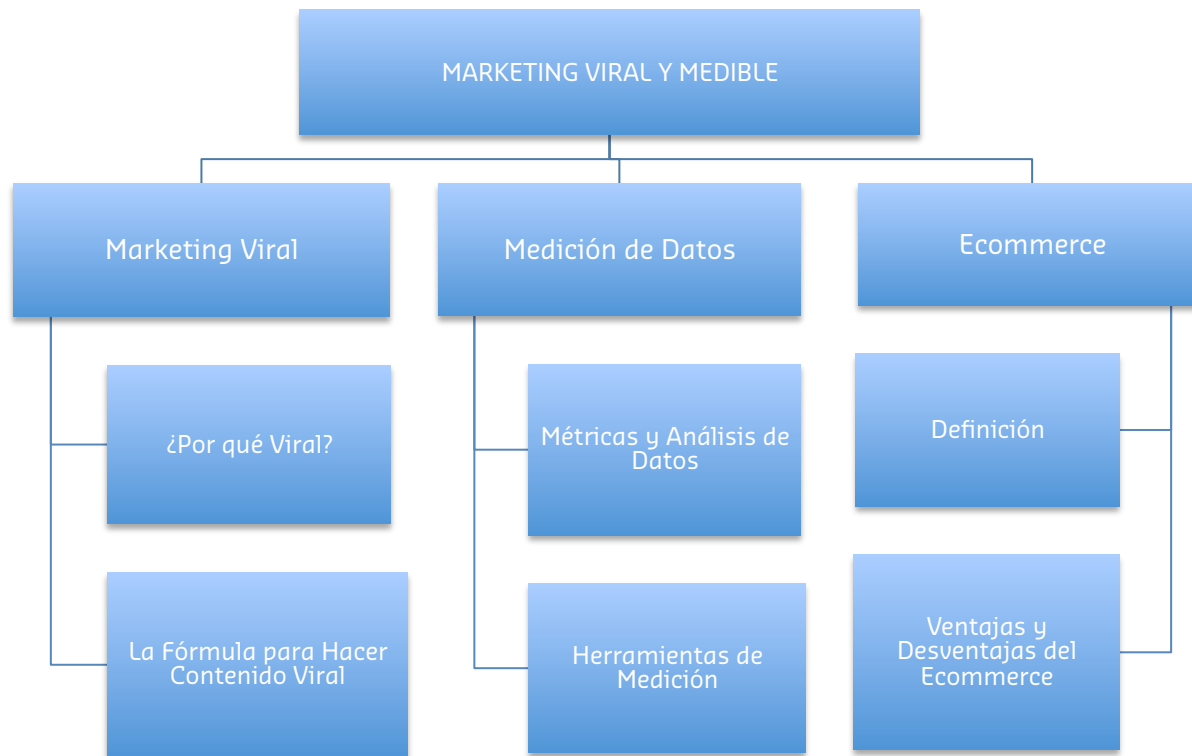 MARKETING VIRAL Y MEDIBLE
Marketing Viral
Medición de Datos
Ecommerce
¿Por qué Viral?
Métricas y Análisis de
Datos
Definición
La Fórmula para Hacer
Contenido Viral
Herramientas de
Medición
Ventajas y
Desventajas del
Ecommerce